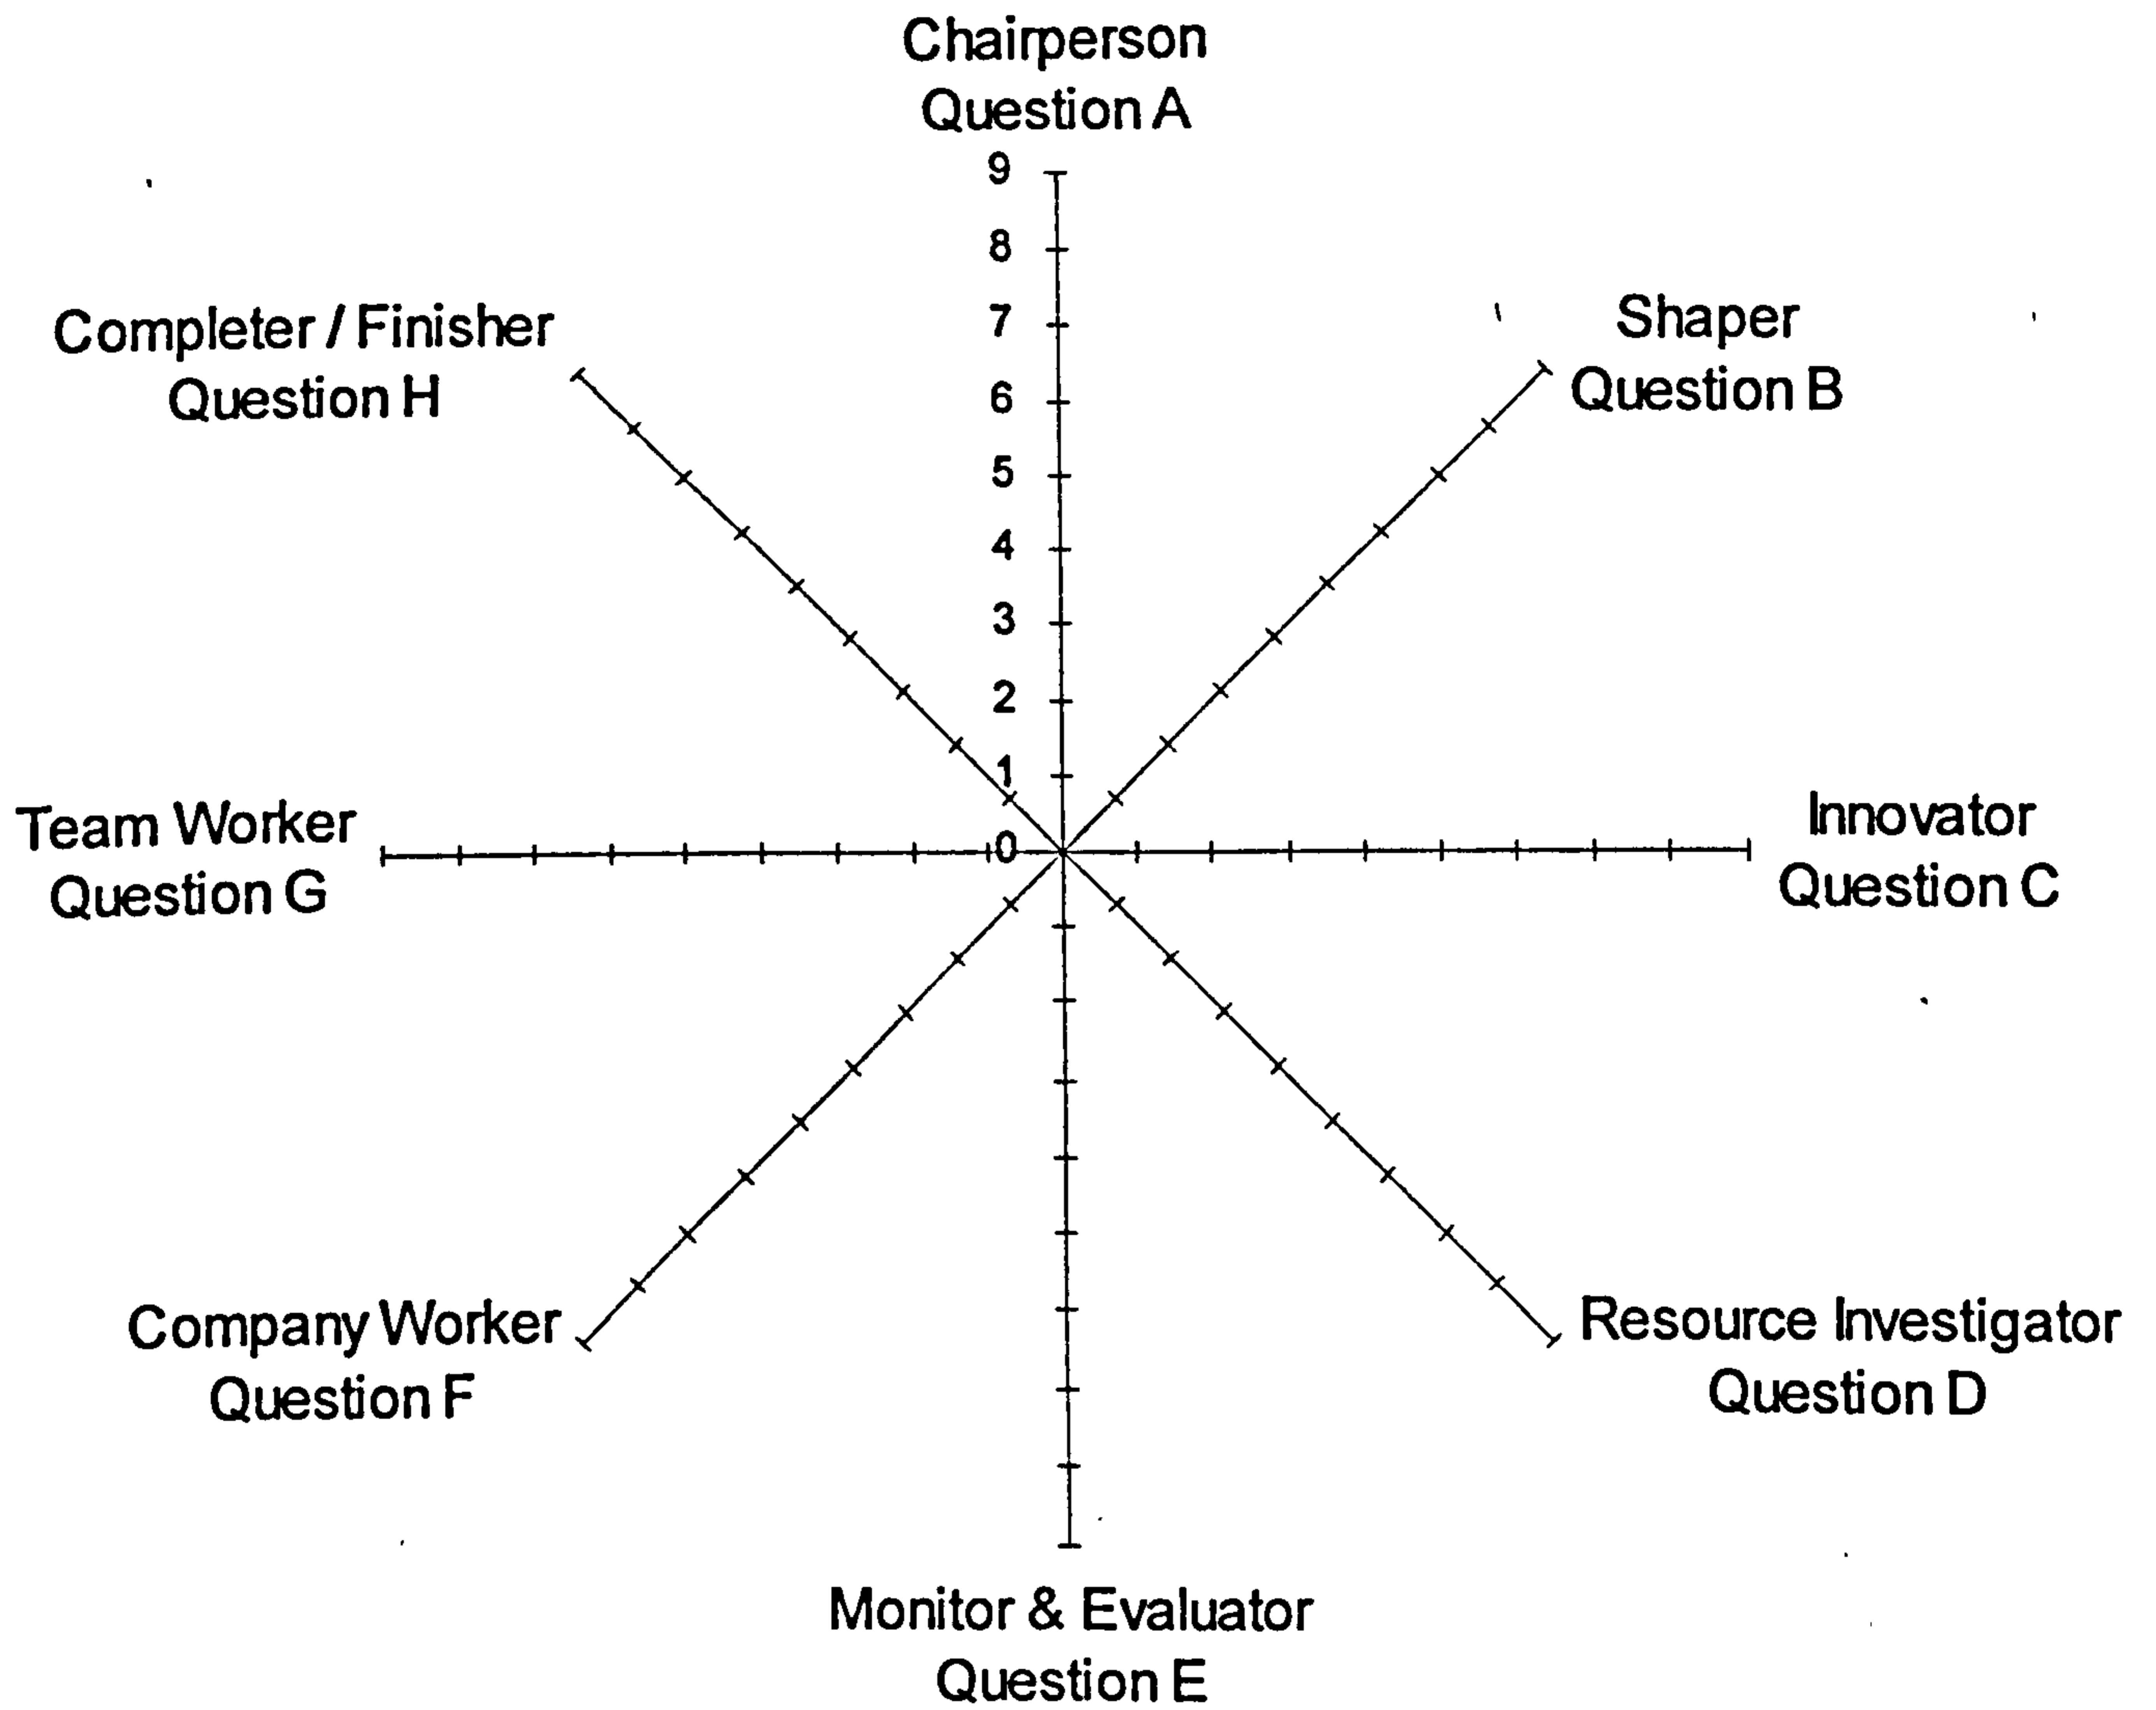 Chairperson
Question A
9
8
7
6
5
4
3
2
1
0
Shaper
Question B
Innovator
Question C
Resource Investigator
Question D
Monitor & Evaluator
Question E
Company Worker
Question F
Team Worker
Question G
Completer / Finisher
Question H